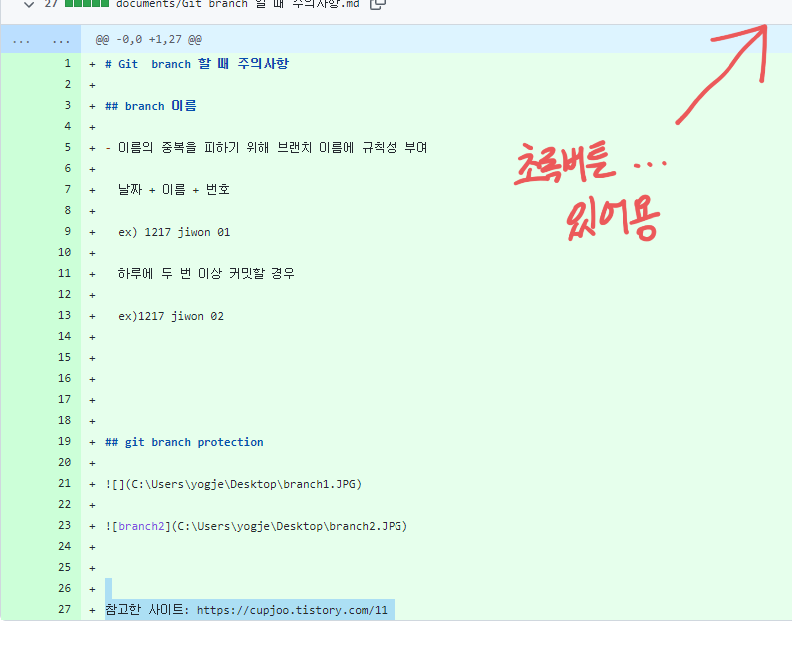 27 documents/Git branch 할 때 주의사항.md
... ... @@ -0,0 +1,27 @@
1 + # Git  branch 할 때 주의사항
2 +
3 + ## branch 이름
4 +
5 + - 이름의 중복을 피하기 위해 브랜치 이름에 규칙성 부여
6 +
7 + 날짜 + 이름 + 번호
8 +
9 + ex) 1217 jiwon 01
10 +
11 + 하루에 두 번 이상 커밋할 경우
12 +
13 + ex)1217 jiwon 02
14 +
15 +
16 +
17 +
18 +
19 + ## git branch protection
20 +
21 + ![](C:\Users\yogje\Desktop\branch1.JPG)
22 +
23 + ![branch2](C:\Users\yogje\Desktop\branch2.JPG)
24 +
25 +
26 +
27 + 참고한 사이트: https://cupjoo.tistory.com/11
초록버튼 ...
있어용